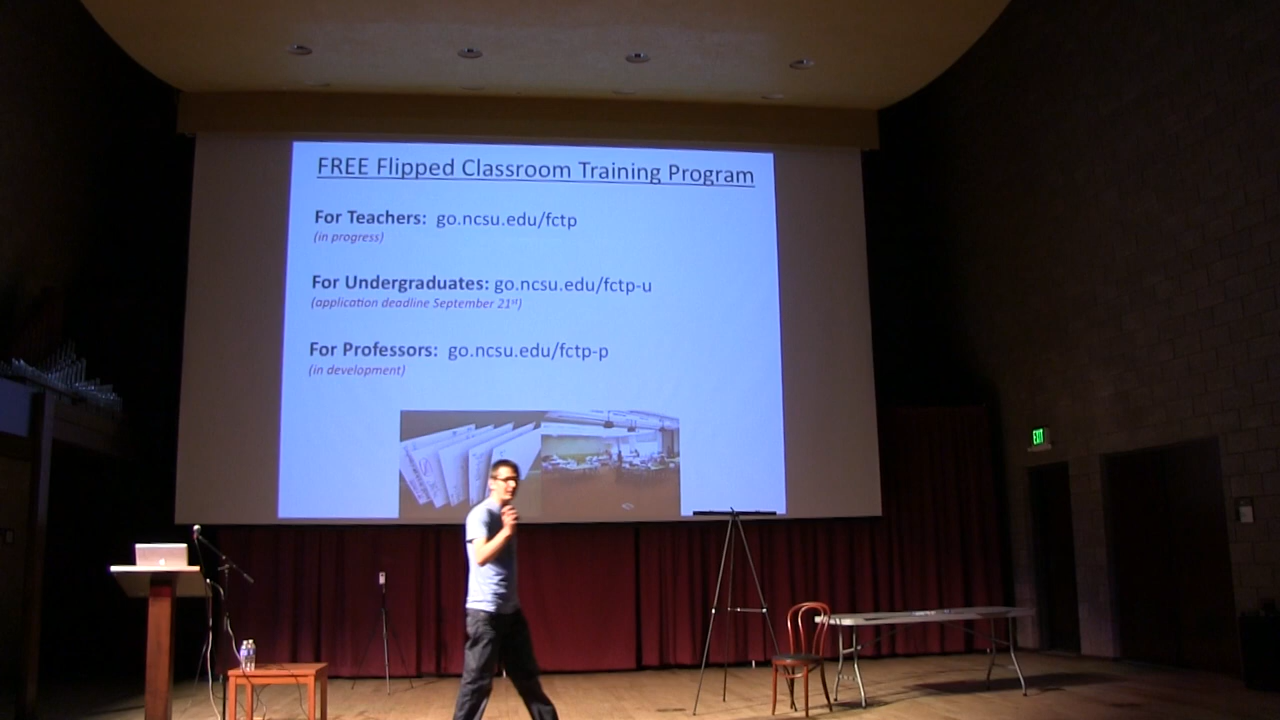 FREE Flipped Classroom Training Program
For Teachers: go.ncsu.edu/fctp
(in progress)
For Undergraduates: go.ncsu.edu/fctp-u
(application deadline September 21st)
For Professors: go.ncsu.edu/fctp-p
(in development)
EXIT